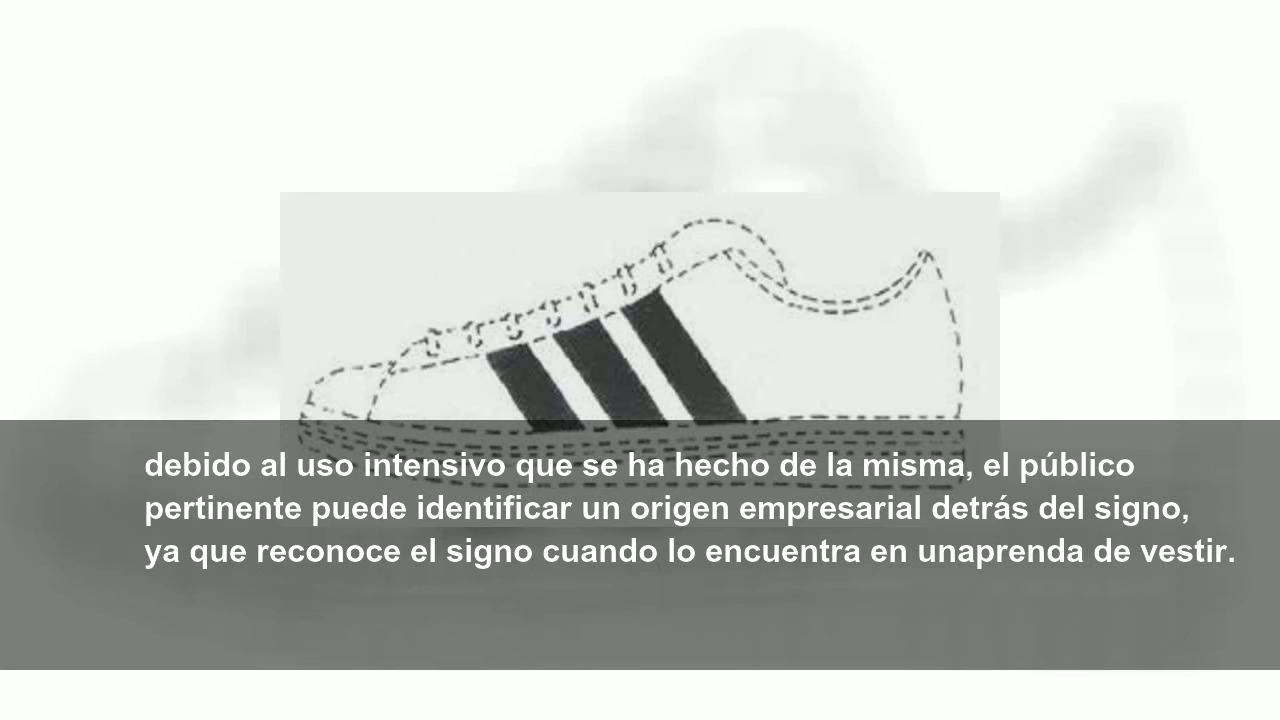 debido al uso intensivo que se ha hecho de la misma, el público
pertinente puede identificar un origen empresarial detrás del signo,
ya que reconoce el signo cuando lo encuentra en unaprenda de vestir.